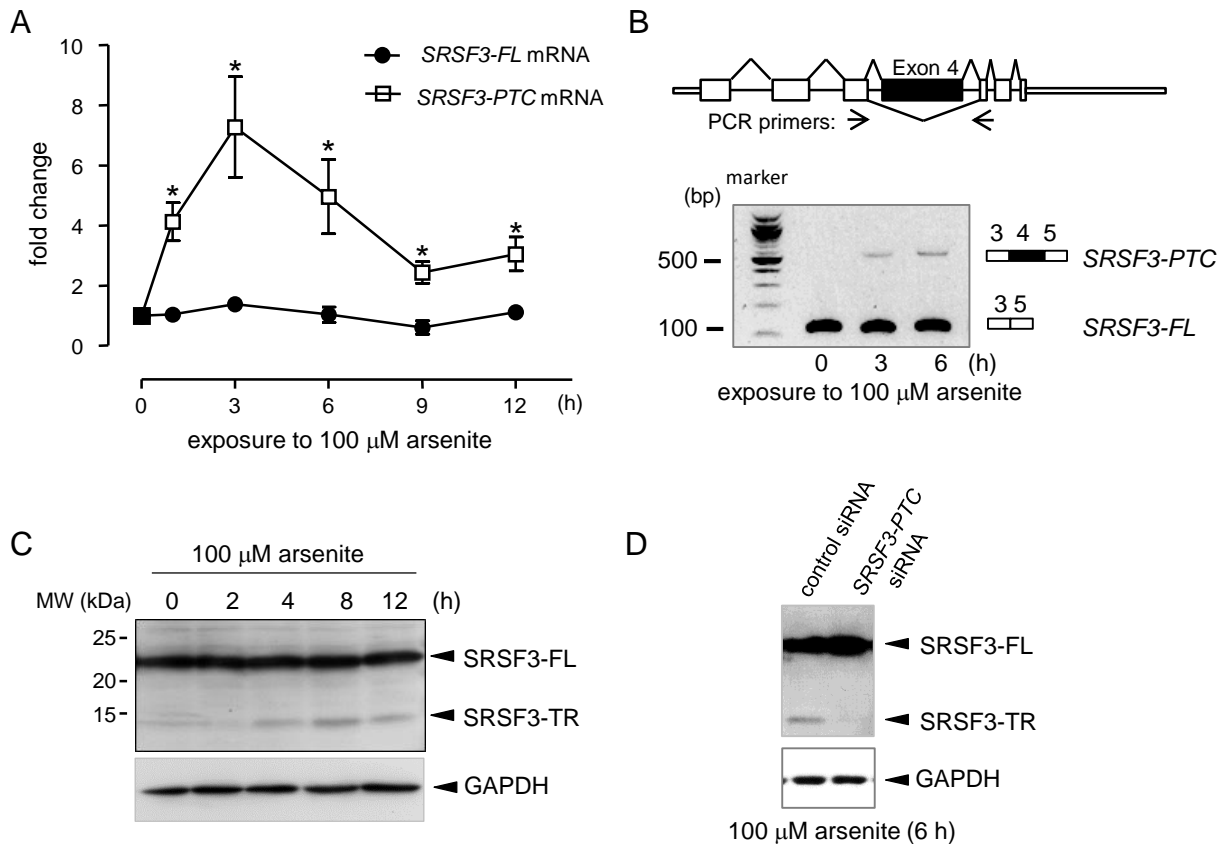 A
fold change
10
8
6
4
2
0
* * * * *
SRSF3-FL mRNA
SRSF3-PTC mRNA
0 3 6 9 12 (h)
exposure to 100 μM arsenite
B
Exon 4
PCR primers:
marker
(bp)
500
100
3 4 5
SRSF3-PTC
3 5
SRSF3-FL
0 3 6 (h)
exposure to 100 μM arsenite
C
100 μM arsenite
MW (kDa) 0 2 4 8 12 (h)
25
20
15
SRSF3-FL
SRSF3-TR
GAPDH
D
control siRNA
SRSF3-PTC
siRNA
SRSF3-FL
SRSF3-TR
GAPDH
100 μM arsenite (6 h)